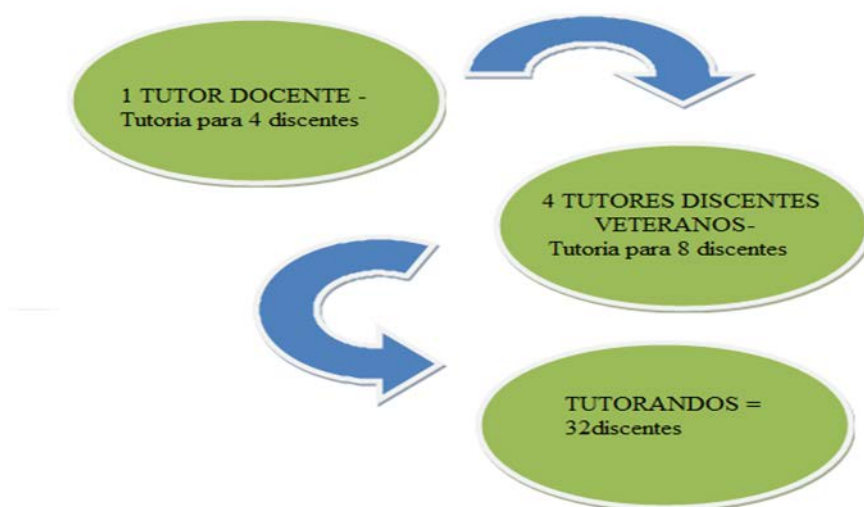 1 TUTOR DOCENTE -
Tutoria para 4 discentes
4 TUTORES DISCENTES
VETERANOS-
Tutoria para 8 discentes
TUTORANDOS =
32discentes